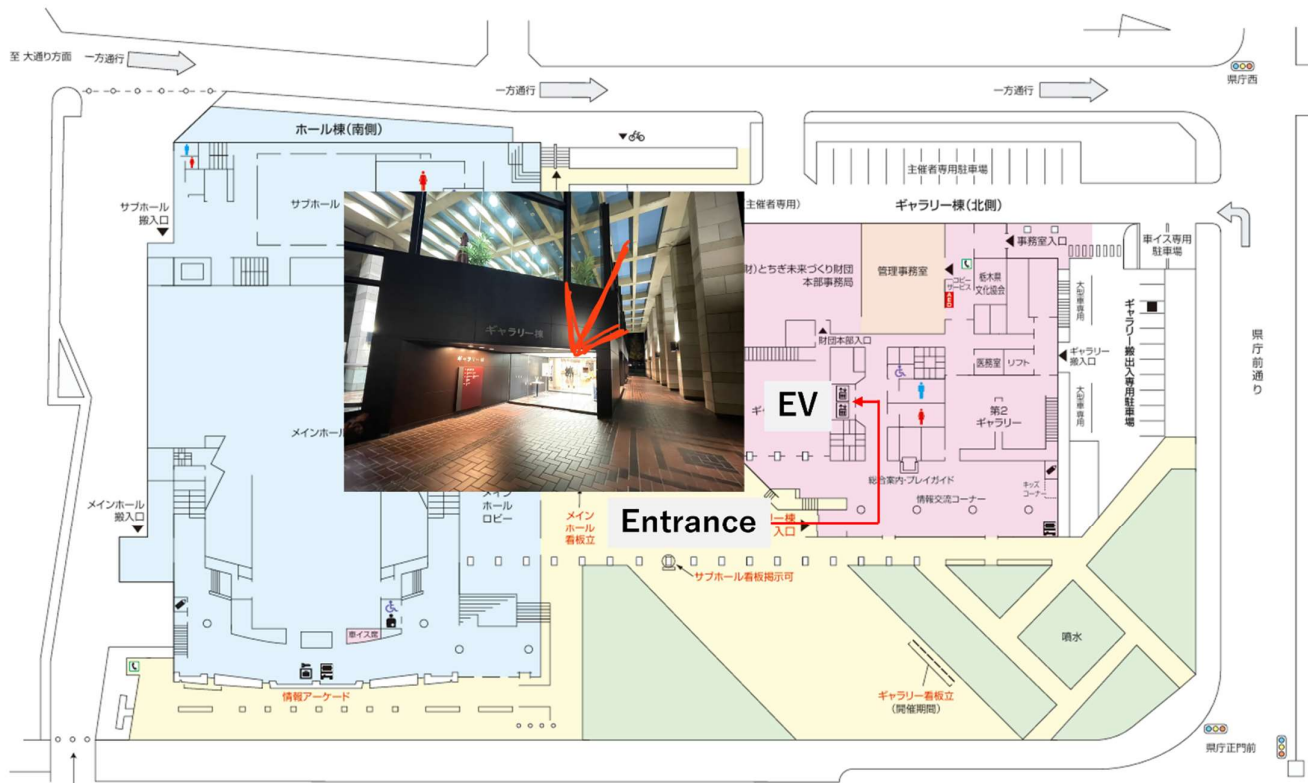 至 大通り方面
一方通行
一方通行
一方通行
県庁西
ホール棟(南側)
主催者専用駐車場
サブホール
サブホール
搬入口
主催者専用)
ギャラリー棟(北側)
事務室入口
車イス専用
駐車場
財)とちぎ未来づくり財団
本部事務局
管理事務室
コピー
サービス
AED
栃木県
文化協会
大型車専用
ギャラリー搬出入専用駐車場
県庁前通り
財団本部入口
医務室
リフト
ギャラリー
搬入口
ギャラリー棟
ギャラリー棟
EV
第2
ギャラリー
大型車専用
メインホール
メインホール
搬入口
メイン
ホール
ロビー
メイン
ホール
看板立
総合案内・プレイガイド
情報交流コーナー
キッズ
コーナー
Entrance
リー棟
入口
サブホール看板掲示可
車イス席
噴水
情報アーケード
ギャラリー看板立
(開催期間)
県庁正門前